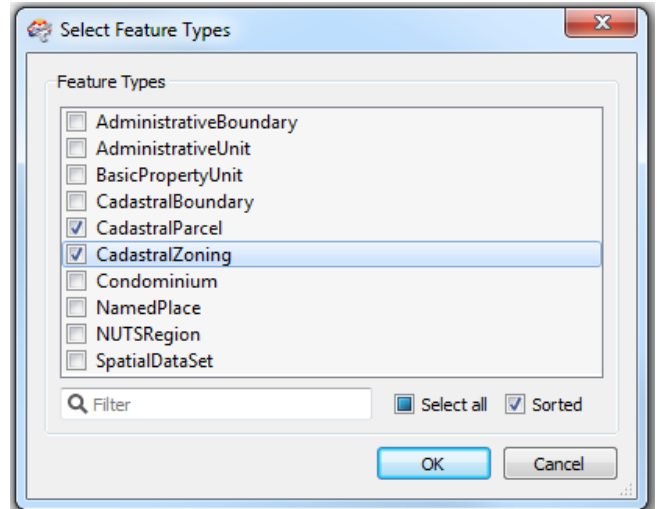 Select Feature Types
Feature Types
AdministrativeBoundary
AdministrativeUnit
BasicPropertyUnit
CadastralBoundary
CadastralParcel
CadastralZoning
Condominium
NamedPlace
NUTSRegion
SpatialDataSet
Filter Select all Sorted
OK Cancel